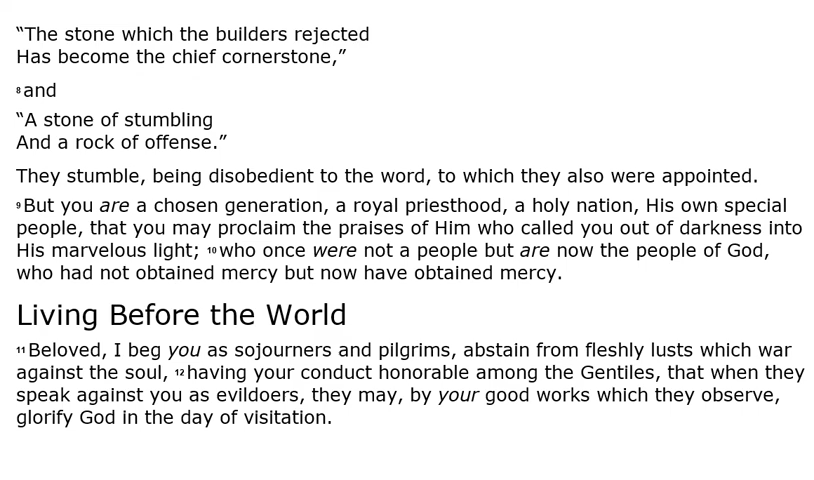 “The stone which the builders rejected
Has become the chief cornerstone,”
8 and
“A stone of stumbling
And a rock of offense.”
They stumble, being disobedient to the word, to which they also were appointed.
9 But you are a chosen generation, a royal priesthood, a holy nation, His own special
people, that you may proclaim the praises of Him who called you out of darkness into
His marvelous light; 10 who once were not a people but are now the people of God,
who had not obtained mercy but now have obtained mercy.
Living Before the World
11 Beloved, I beg you as sojourners and pilgrims, abstain from fleshly lusts which war
against the soul, 12 having your conduct honorable among the Gentiles, that when they
speak against you as evildoers, they may, by your good works which they observe,
glorify God in the day of visitation.